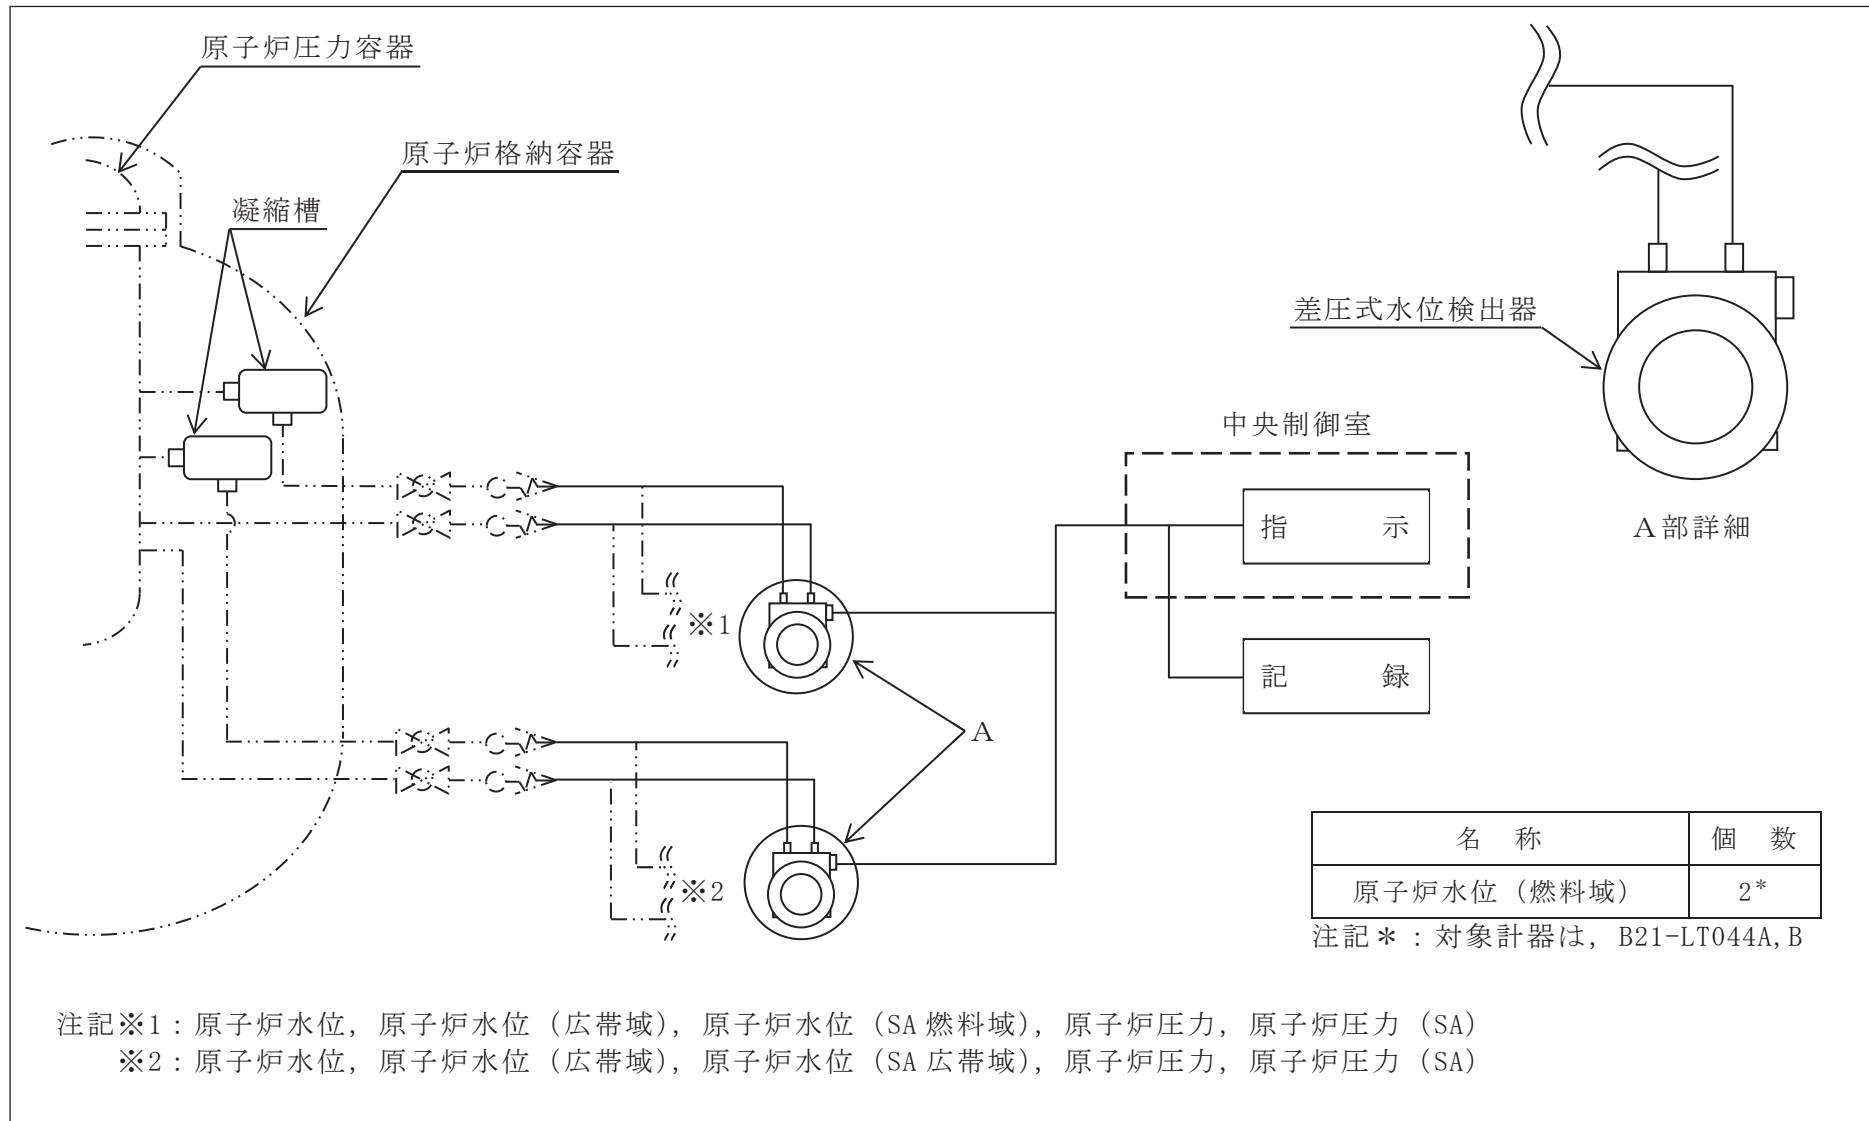 原子炉圧力容器
原子炉格納容器
凝縮槽
差圧式水位検出器
A部詳細
中央制御室
指　示
記　録
※1
A
※2
名　称　個　数
原子炉水位（燃料域）　2*
注記＊：対象計器は，B21-LT044A,B
注記※1：原子炉水位，原子炉水位（広帯域），原子炉水位（SA燃料域），原子炉圧力，原子炉圧力（SA）
※2：原子炉水位，原子炉水位（広帯域），原子炉水位（SA広帯域），原子炉圧力，原子炉圧力（SA）